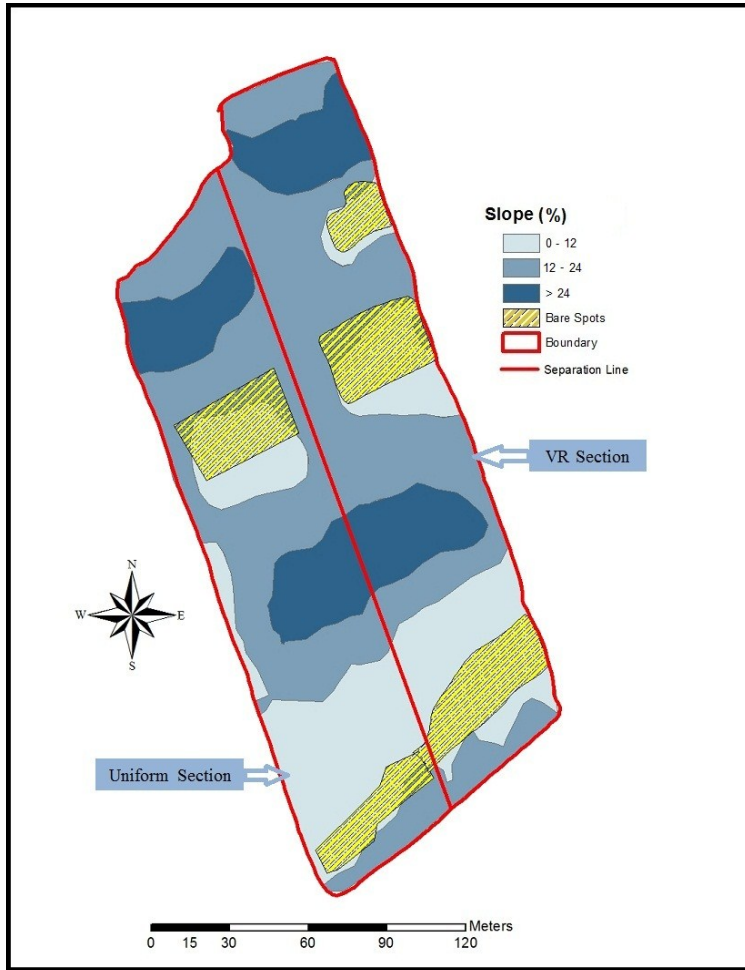 Slope (%)
0 - 12
12 - 24
> 24
Bare Spots
Boundary
Separation Line
VR Section
N
W E
S
Uniform Section
Meters
0 15 30 60 90 120